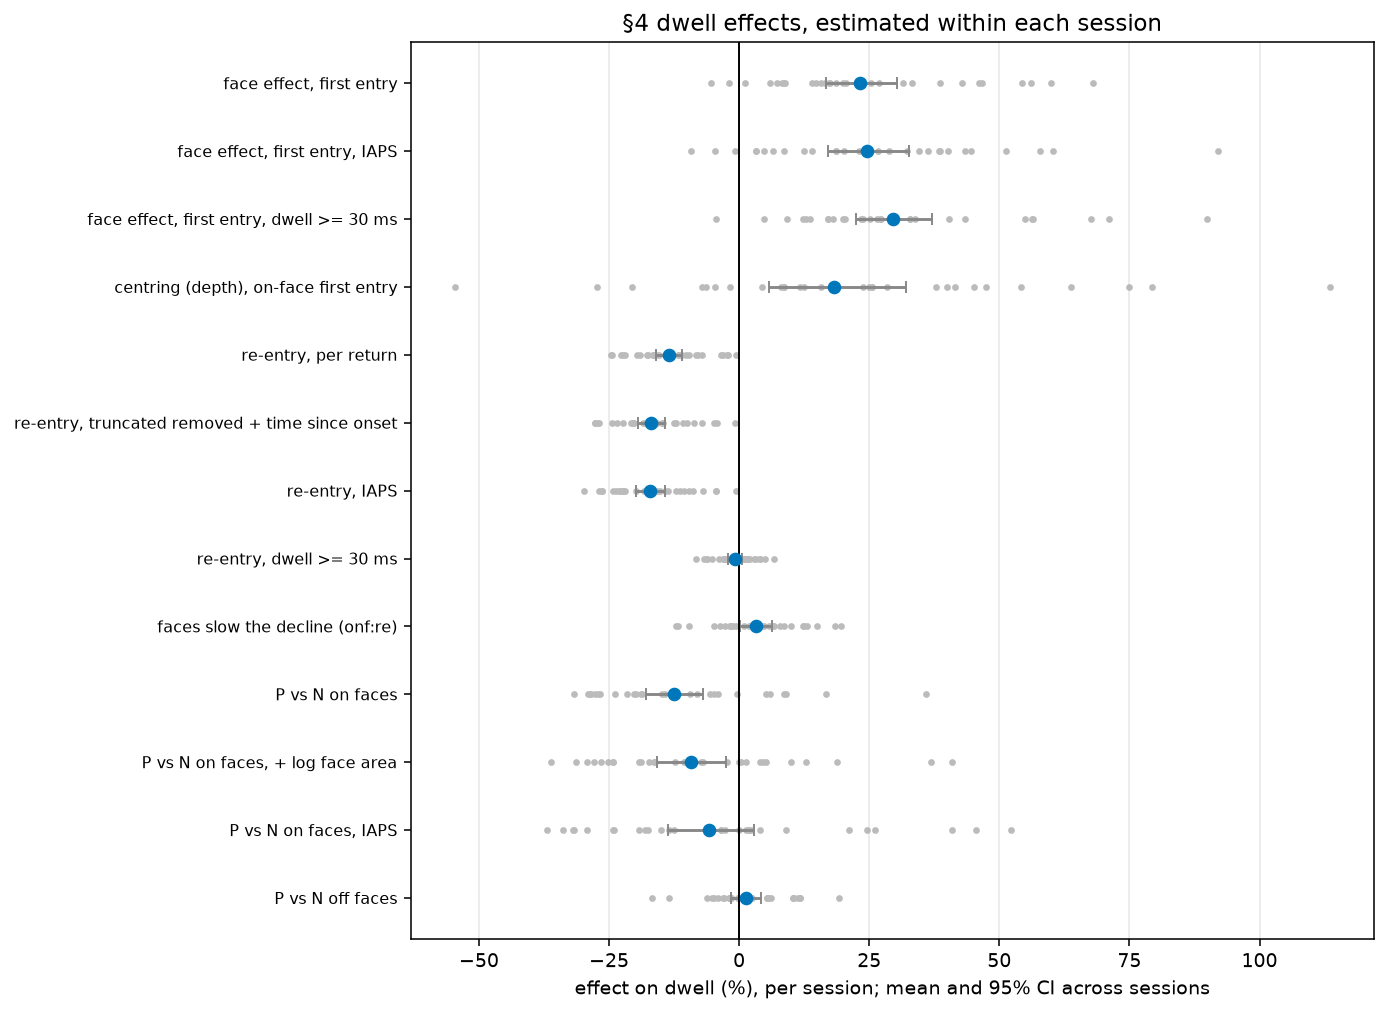 §4 dwell effects, estimated within each session
face effect, first entry
face effect, first entry, IAPS
face effect, first entry, dwell >= 30 ms
centring (depth), on-face first entry
re-entry, per return
re-entry, truncated removed + time since onset
re-entry, IAPS
re-entry, dwell >= 30 ms
faces slow the decline (onf:re)
P vs N on faces
P vs N on faces, + log face area
P vs N on faces, IAPS
P vs N off faces
−50 −25 0 25 50 75 100
effect on dwell (%), per session; mean and 95% CI across sessions